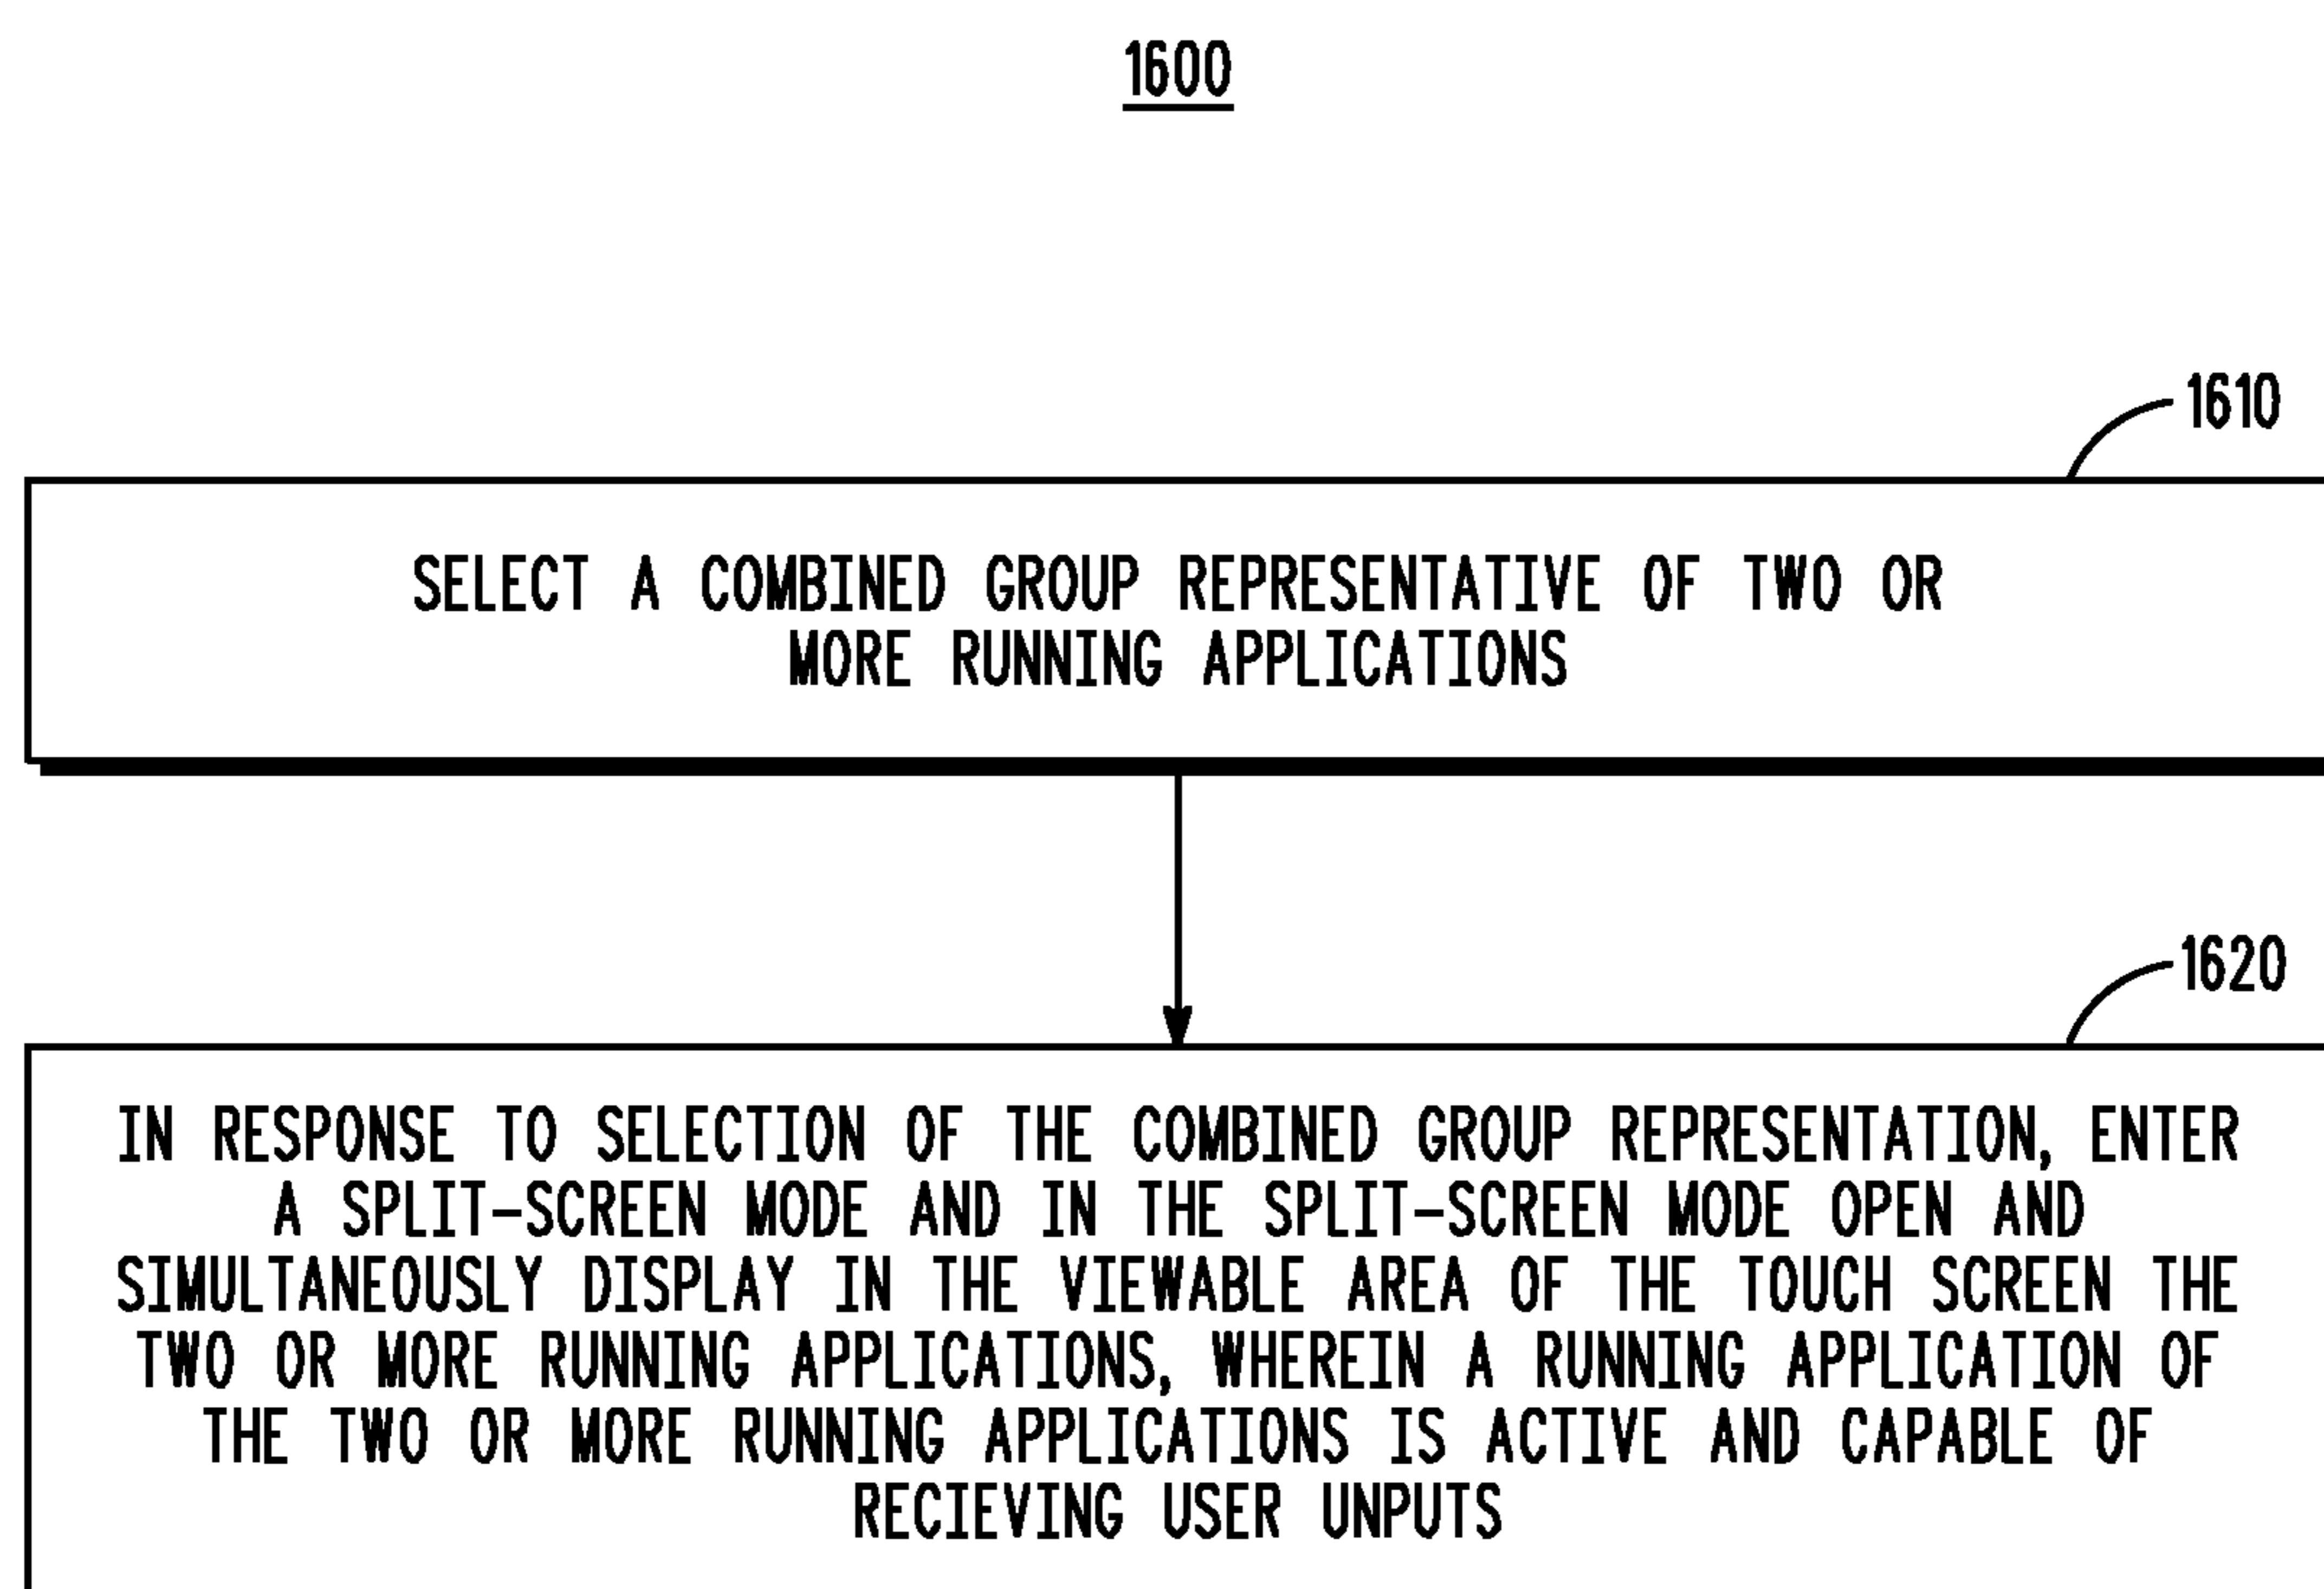 1600
1610
SELECT A COMBINED GROUP REPRESENTATIVE OF TWO OR
MORE RUNNING APPLICATIONS
1620
IN RESPONSE TO SELECTION OF THE COMBINED GROUP REPRESENTATION, ENTER
A SPLIT-SCREEN MODE AND IN THE SPLIT-SCREEN MODE OPEN AND
SIMULTANEOUSLY DISPLAY IN THE VIEWABLE AREA OF THE TOUCH SCREEN THE
TWO OR MORE RUNNING APPLICATIONS, WHEREIN A RUNNING APPLICATION OF
THE TWO OR MORE RUNNING APPLICATIONS IS ACTIVE AND CAPABLE OF
RECIEVING USER UNPUTS